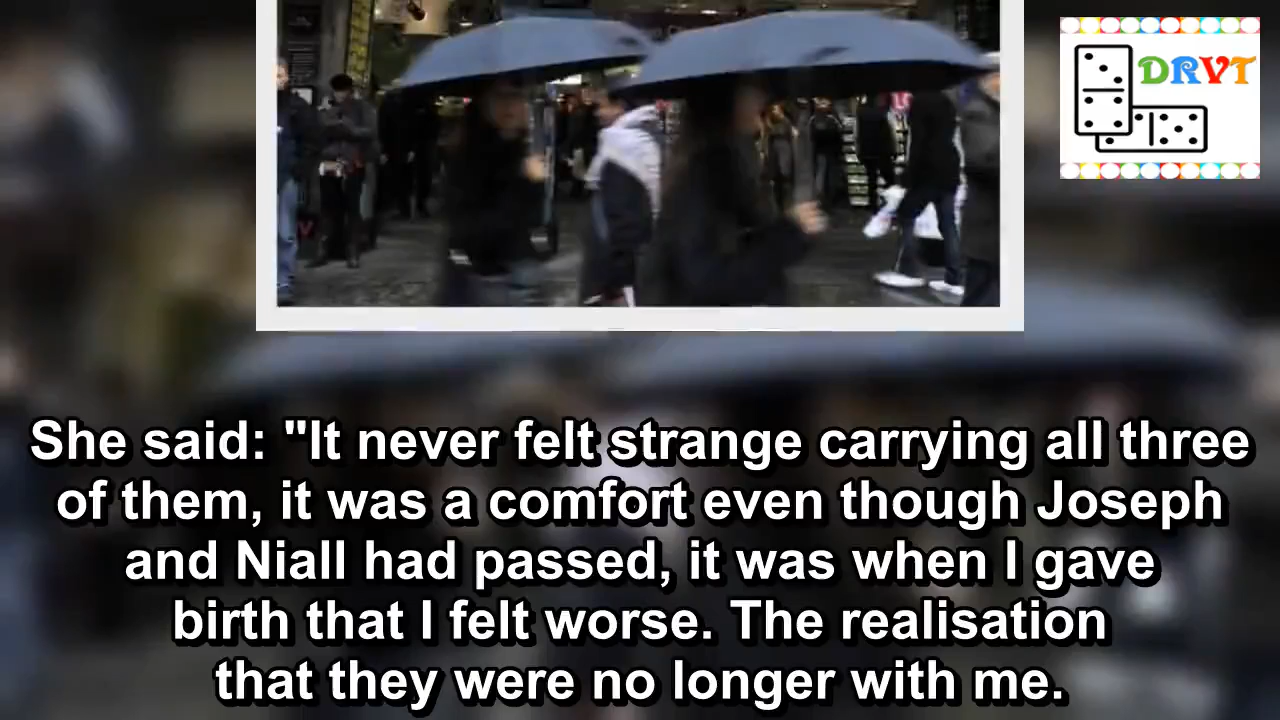 DRVT
She said: "It never felt strange carrying all three
of them, it was a comfort even though Joseph
and Niall had passed, it was when I gave
birth that I felt worse. The realisation
that they were no longer with me.